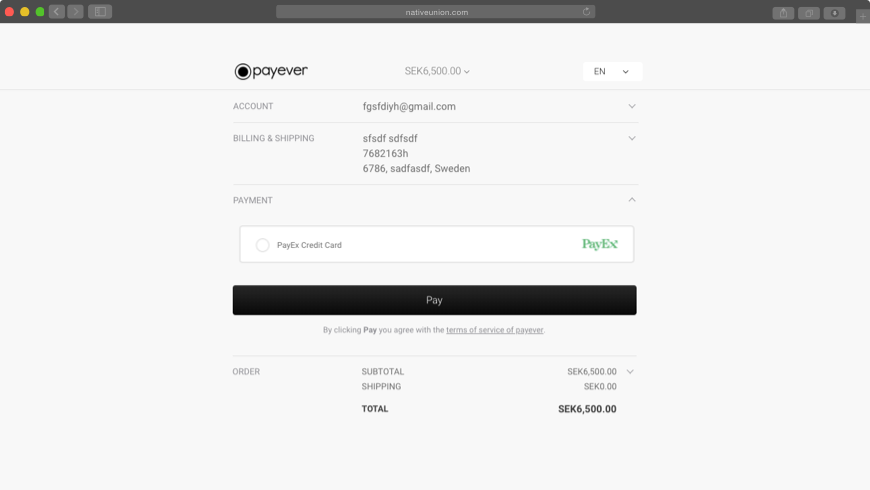 nativeunion.com
payever
SEK6,500.00
EN
ACCOUNT
fgsfdiyh@gmail.com
BILLING & SHIPPING
sfsdf sdfsdf
7682163h
6786, sadfasdf, Sweden
PAYMENT
PayEx Credit Card
PayEx
Pay
By clicking Pay you agree with the terms of service of payever.
ORDER
SUBTOTAL
SEK6,500.00
SHIPPING
SEK0.00
TOTAL
SEK6,500.00